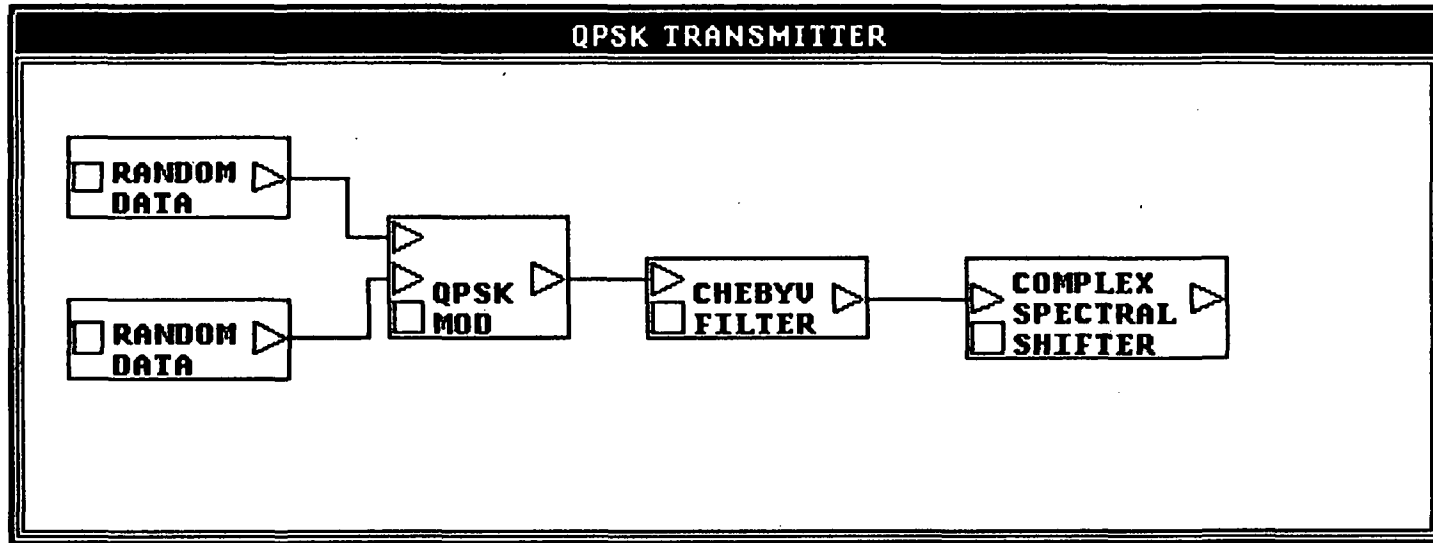 QPSK TRANSMITTER
RANDOM
DATA
RANDOM
DATA
QPSK
MOD
CHEBYV
FILTER
COMPLEX
SPECTRAL
SHIFTER